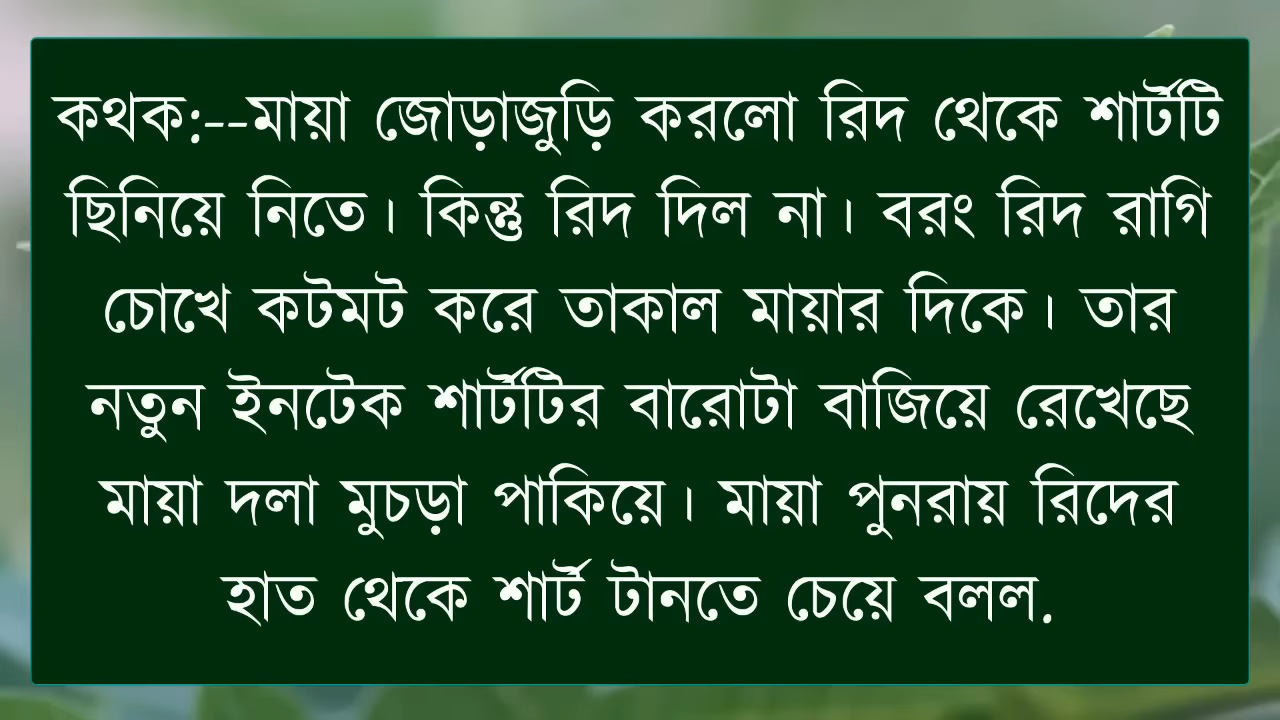 কথক:--মায়া জোড়াজুড়ি করলো রিদ থেকে শার্টটি
ছিনিয়ে নিতে। কিন্তু রিদ দিল না। বরং রিদ রাগি
চোখে কটমট করে তাকাল মায়ার দিকে। তার
নতুন ইনটেক শার্টটির বারোটা বাজিয়ে রেখেছে
মায়া দলা মুচড়া পাকিয়ে। মায়া পুনরায় রিদের
হাত থেকে শার্ট টানতে চেয়ে বলল.